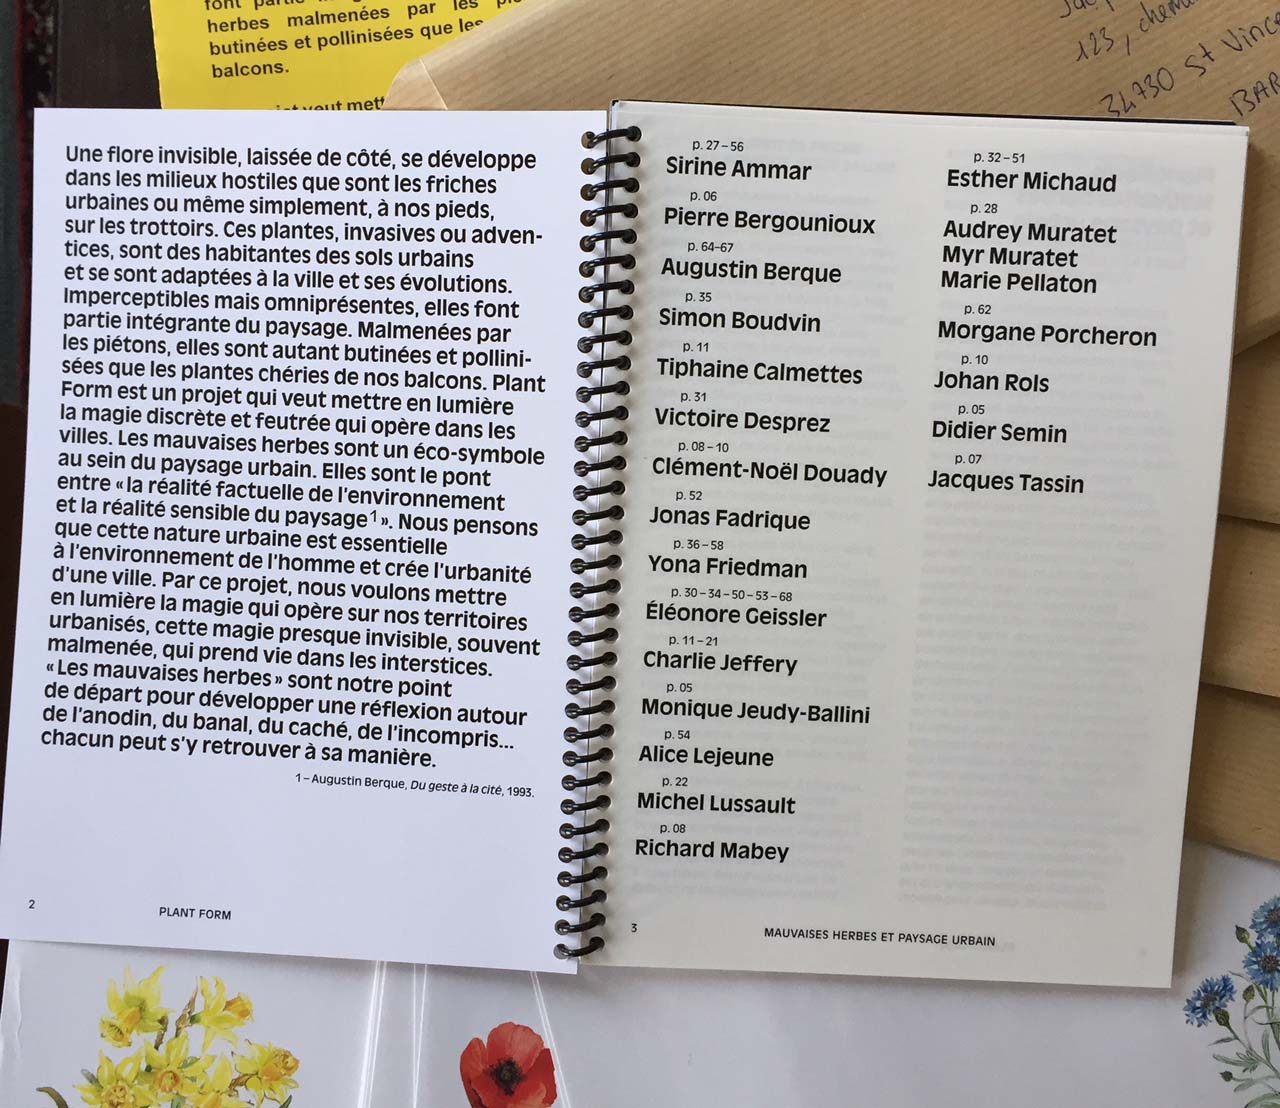 font partie
herbes malmenées par les
butinées et pollinisées que les
balcons.
veut mett
123, chem
34730 St Vinc
BAR
Une flore invisible, laissée de côté, se développe
dans les milieux hostiles que sont les friches
urbaines ou même simplement, à nos pieds,
sur les trottoirs. Ces plantes, invasives ou adven-
tices, sont des habitantes des sols urbains
et se sont adaptées à la ville et ses évolutions.
Imperceptibles mais omniprésentes, elles font
partie intégrante du paysage. Malmenées par
les piétons, elles sont autant butinées et pollini-
sées que les plantes chéries de nos balcons. Plant
Form est un projet qui veut mettre en lumière
la magie discrète et feutrée qui opère dans les
villes. Les mauvaises herbes sont un éco-symbole
au sein du paysage urbain. Elles sont le pont
entre « la réalité factuelle de l'environnement
et la réalité sensible du paysage¹ ». Nous pensons
que cette nature urbaine est essentielle
à l'environnement de l'homme et crée l'urbanité
d'une ville. Par ce projet, nous voulons mettre
en lumière la magie qui opère sur nos territoires
urbanisés, cette magie presque invisible, souvent
malmenée, qui prend vie dans les interstices.
« Les mauvaises herbes » sont notre point
de départ pour développer une réflexion autour
de l'anodin, du banal, du caché, de l'incompris...
chacun peut s'y retrouver à sa manière.
1 – Augustin Berque, Du geste à la cité, 1993.
2
PLANT FORM
p. 27 – 56
Sirine Ammar
p. 06
Pierre Bergounioux
p. 64–67
Augustin Berque
p. 35
Simon Boudvin
p. 11
Tiphaine Calmettes
p. 31
Victoire Desprez
p. 08 – 10
Clément-Noël Douady
p. 52
Jonas Fadrique
p. 36 – 58
Yona Friedman
p. 30 – 34 – 50 – 53 – 68
Éléonore Geissler
p. 11 – 21
Charlie Jeffery
p. 05
Monique Jeudy-Ballini
p. 54
Alice Lejeune
p. 22
Michel Lussault
p. 08
Richard Mabey
p. 32 – 51
Esther Michaud
p. 28
Audrey Muratet
Myr Muratet
Marie Pellaton
p. 62
Morgane Porcheron
p. 10
Johan Rols
p. 05
Didier Semin
p. 07
Jacques Tassin
3
MAUVAISES HERBES ET PAYSAGE URBAIN